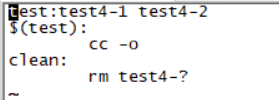 test:test4-1 test4-2
$(test):
        cc -o
clean:
        rm test4-?
~